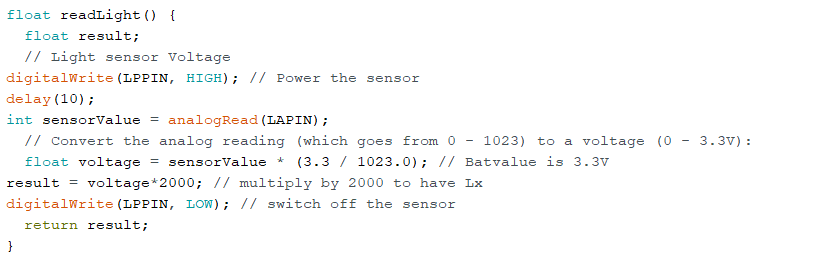 float readLight() {
  float result;
  // Light sensor Voltage
digitalWrite(LPPIN, HIGH); // Power the sensor
delay(10);
int sensorValue = analogRead(LAPIN);
  // Convert the analog reading (which goes from 0 - 1023) to a voltage (0 - 3.3V):
  float voltage = sensorValue * (3.3 / 1023.0); // Batvalue is 3.3V
result = voltage*2000; // multiply by 2000 to have Lx
digitalWrite(LPPIN, LOW); // switch off the sensor
  return result;
}